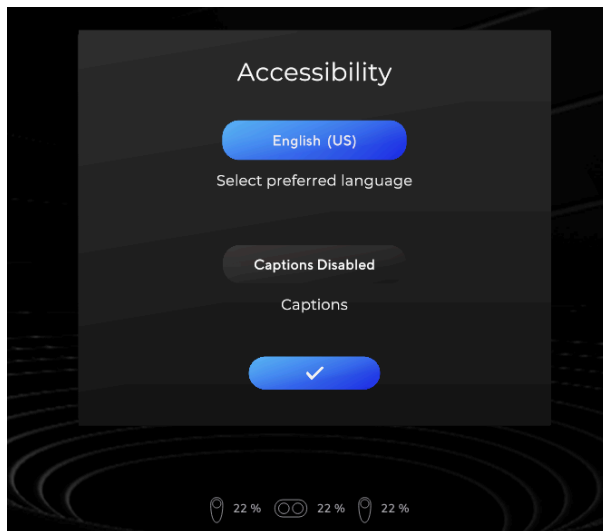 Accessibility
English (US)
Select preferred language
Captions Disabled
Captions
22 % 22 % 22 %